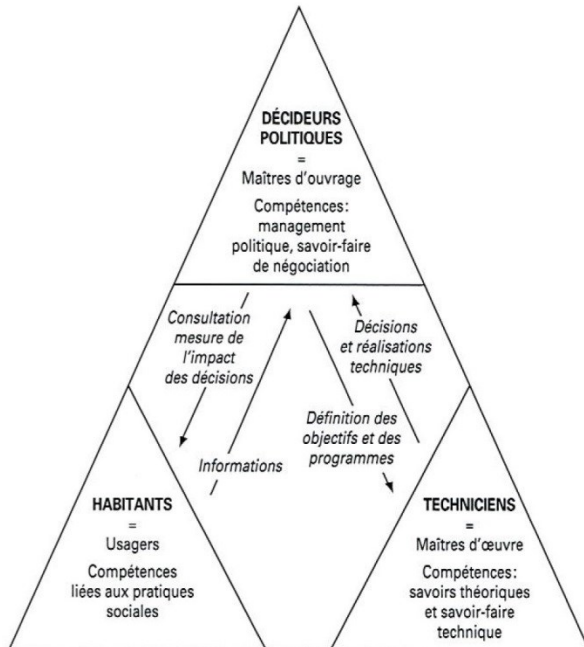 DÉCIDEURS
POLITIQUES
=
Maîtres d'ouvrage
Compétences:
management
politique, savoir-faire
de négociation
Consultation
mesure de
l'impact
des décisions
Décisions
et réalisations
techniques
Informations
Définition des
objectifs et des
programmes
HABITANTS
=
Usagers
Compétences
liées aux pratiques
sociales
TECHNICIENS
=
Maîtres d'œuvre
Compétences:
savoirs théoriques
et savoir-faire
technique